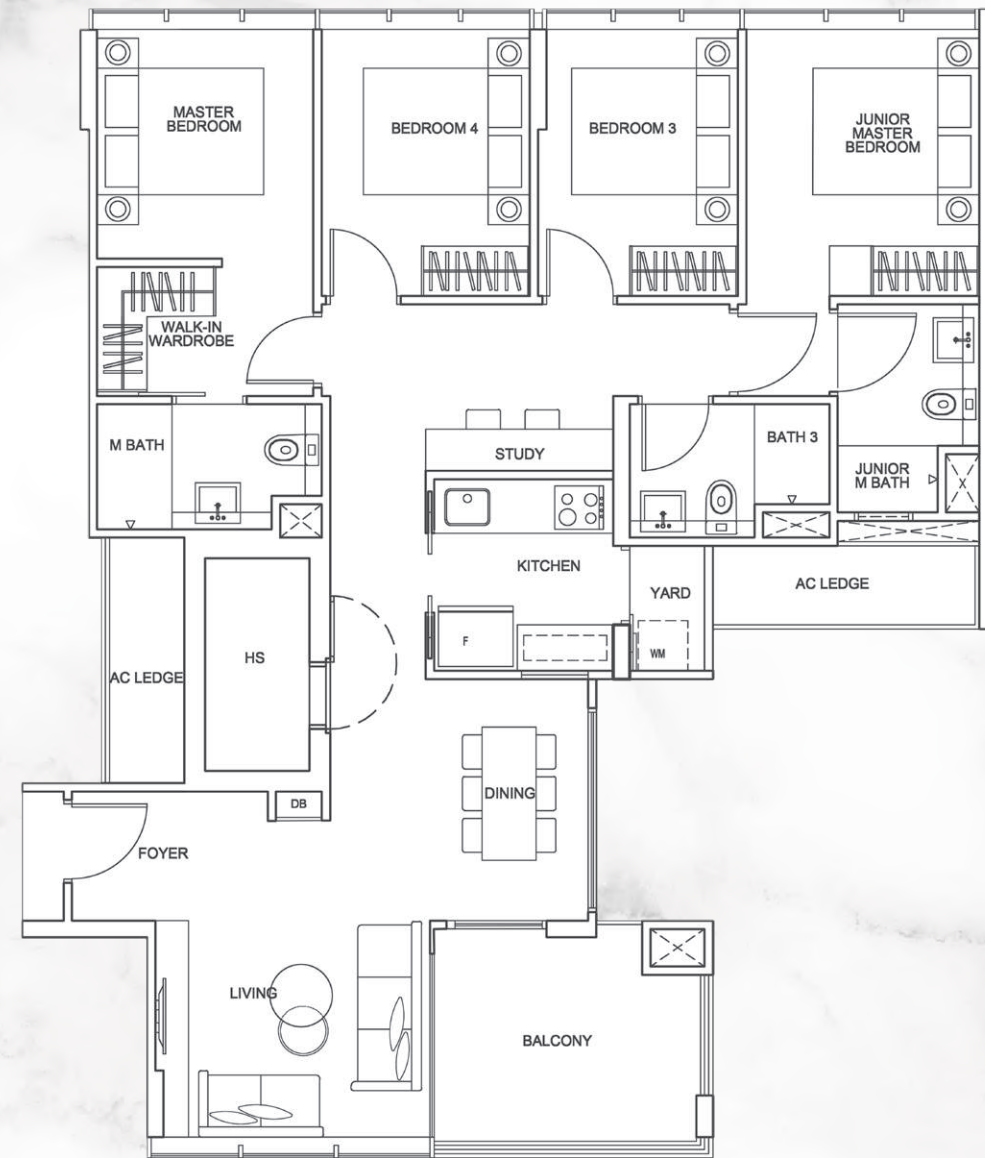 MASTER
BEDROOM
BEDROOM 4
BEDROOM 3
JUNIOR
MASTER
BEDROOM
WALK-IN
WARDROBE
M BATH
STUDY
BATH 3
JUNIOR
M BATH
KITCHEN
YARD
AC LEDGE
F
WM
HS
AC LEDGE
DINING
DB
FOYER
LIVING
BALCONY